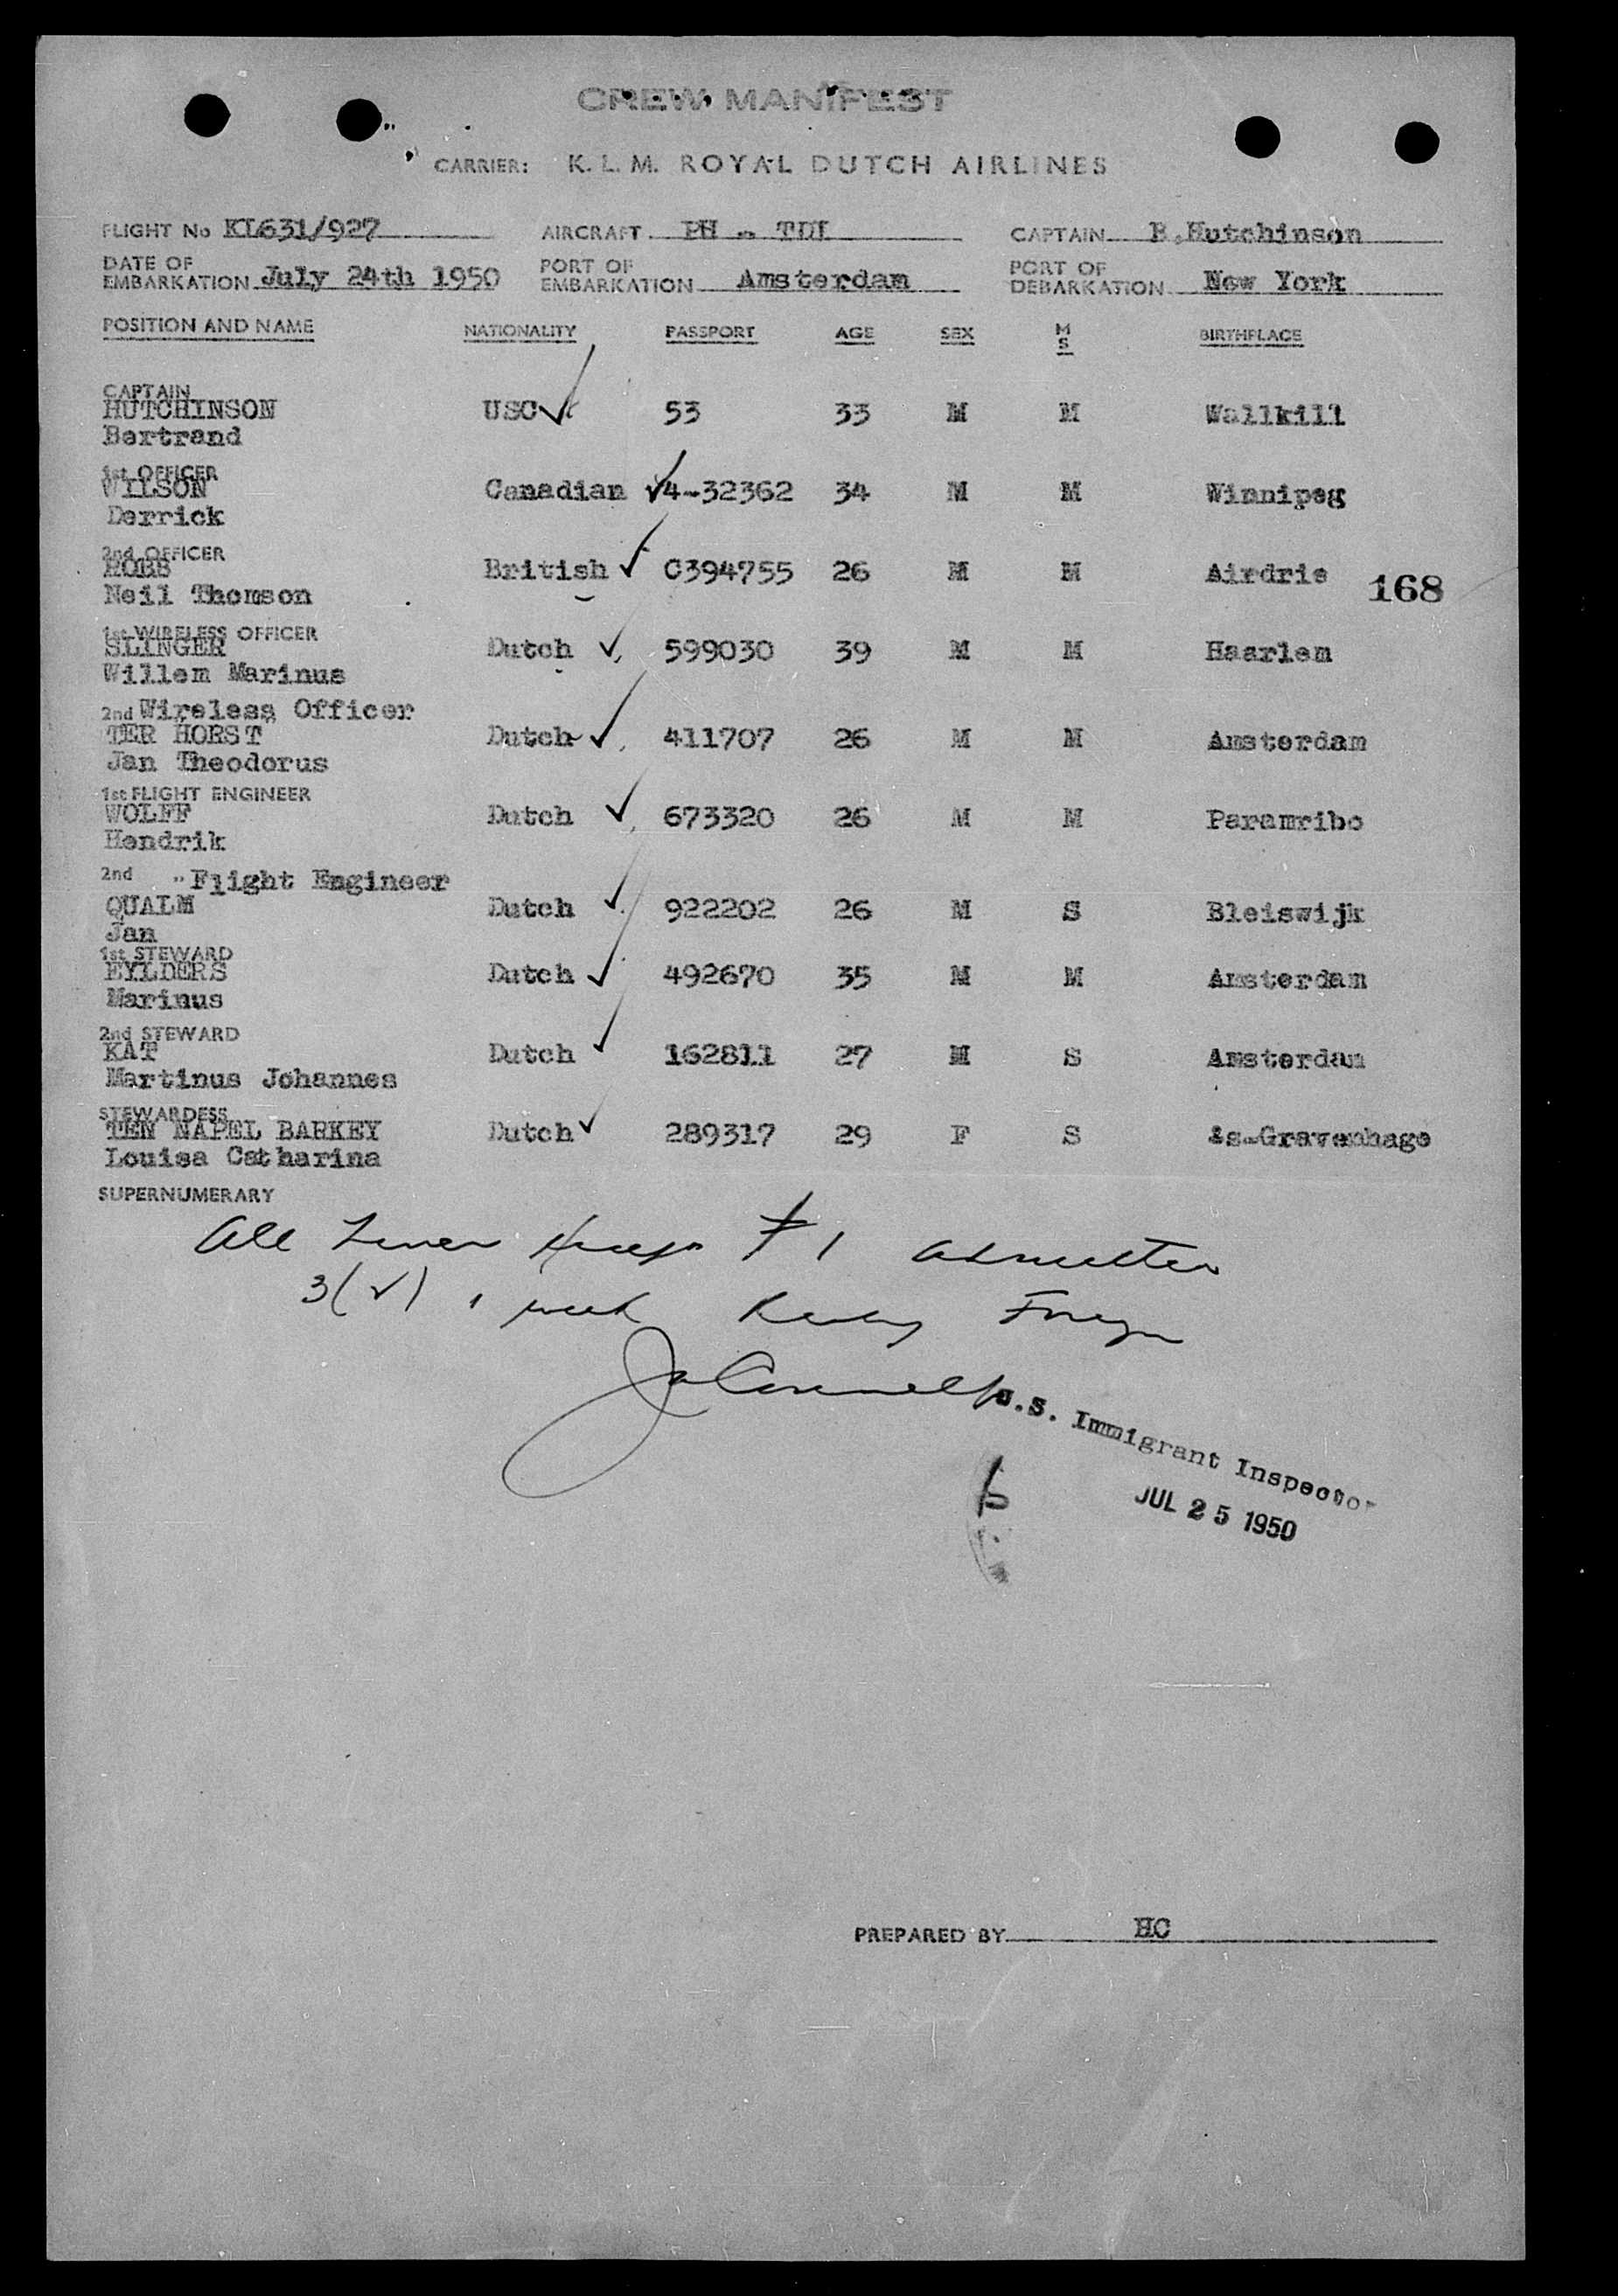 CREW MANIFEST
CARRIER: K. L. M. ROYAL DUTCH AIRLINES
FLIGHT No KL631/927 AIRCRAFT PH - TDI CAPTAIN B.Hutchinson
DATE OF EMBARKATION July 24th 1950 PORT OF EMBARKATION Amsterdam PORT OF DEBARKATION New York
POSITION AND NAME NATIONALITY PASSPORT AGE SEX M S BIRTHPLACE
CAPTAIN
HUTCHINSON USC ✓ 53 33 M M Wallkill
Bertrand
1st OFFICER
WILSON Canadian ✓ 4-32362 34 M M Winnipeg
Derrick
2nd OFFICER
ROBB British ✓ C394755 26 M M Airdrie 168
Neil Thomson
1st WIRELESS OFFICER
SLINGER Dutch ✓ 599030 39 M M Haarlem
Willem Marinus
2nd Wireless Officer
TER HORST Dutch ✓ 411707 26 M M Amsterdam
Jan Theodorus
1st FLIGHT ENGINEER
WOLFF Dutch ✓ 673320 26 M M Paramribo
Hendrik
2nd " Flight Engineer
QUALM Dutch ✓ 922202 26 M S Bleiswijk
Jan
1st STEWARD
EYLDERS Dutch ✓ 492670 35 M M Amsterdam
Marinus
2nd STEWARD
KAT Dutch ✓ 162811 27 M S Amsterdam
Martinus Johannes
STEWARDESS
TEN NAPEL BARKEY Dutch ✓ 289317 29 F S &s-Gravenhage
Louisa Catharina
SUPERNUMERARY
All # 1 admitted
3(✓) 1 week
U.S. Immigrant Inspector
JUL 25 1950
PREPARED BY HC